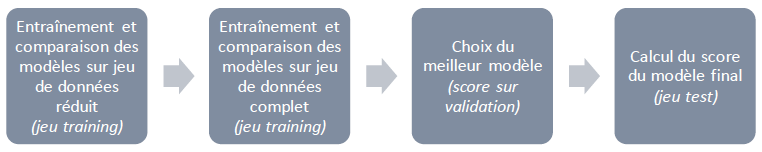 Entraînement et
comparaison des
modèles sur jeu
de données
réduit
(jeu training)
Entraînement et
comparaison des
modèles sur jeu
de données
complet
(jeu training)
Choix du
meilleur modèle
(score sur
validation)
Calcul du score
du modèle final
(jeu test)